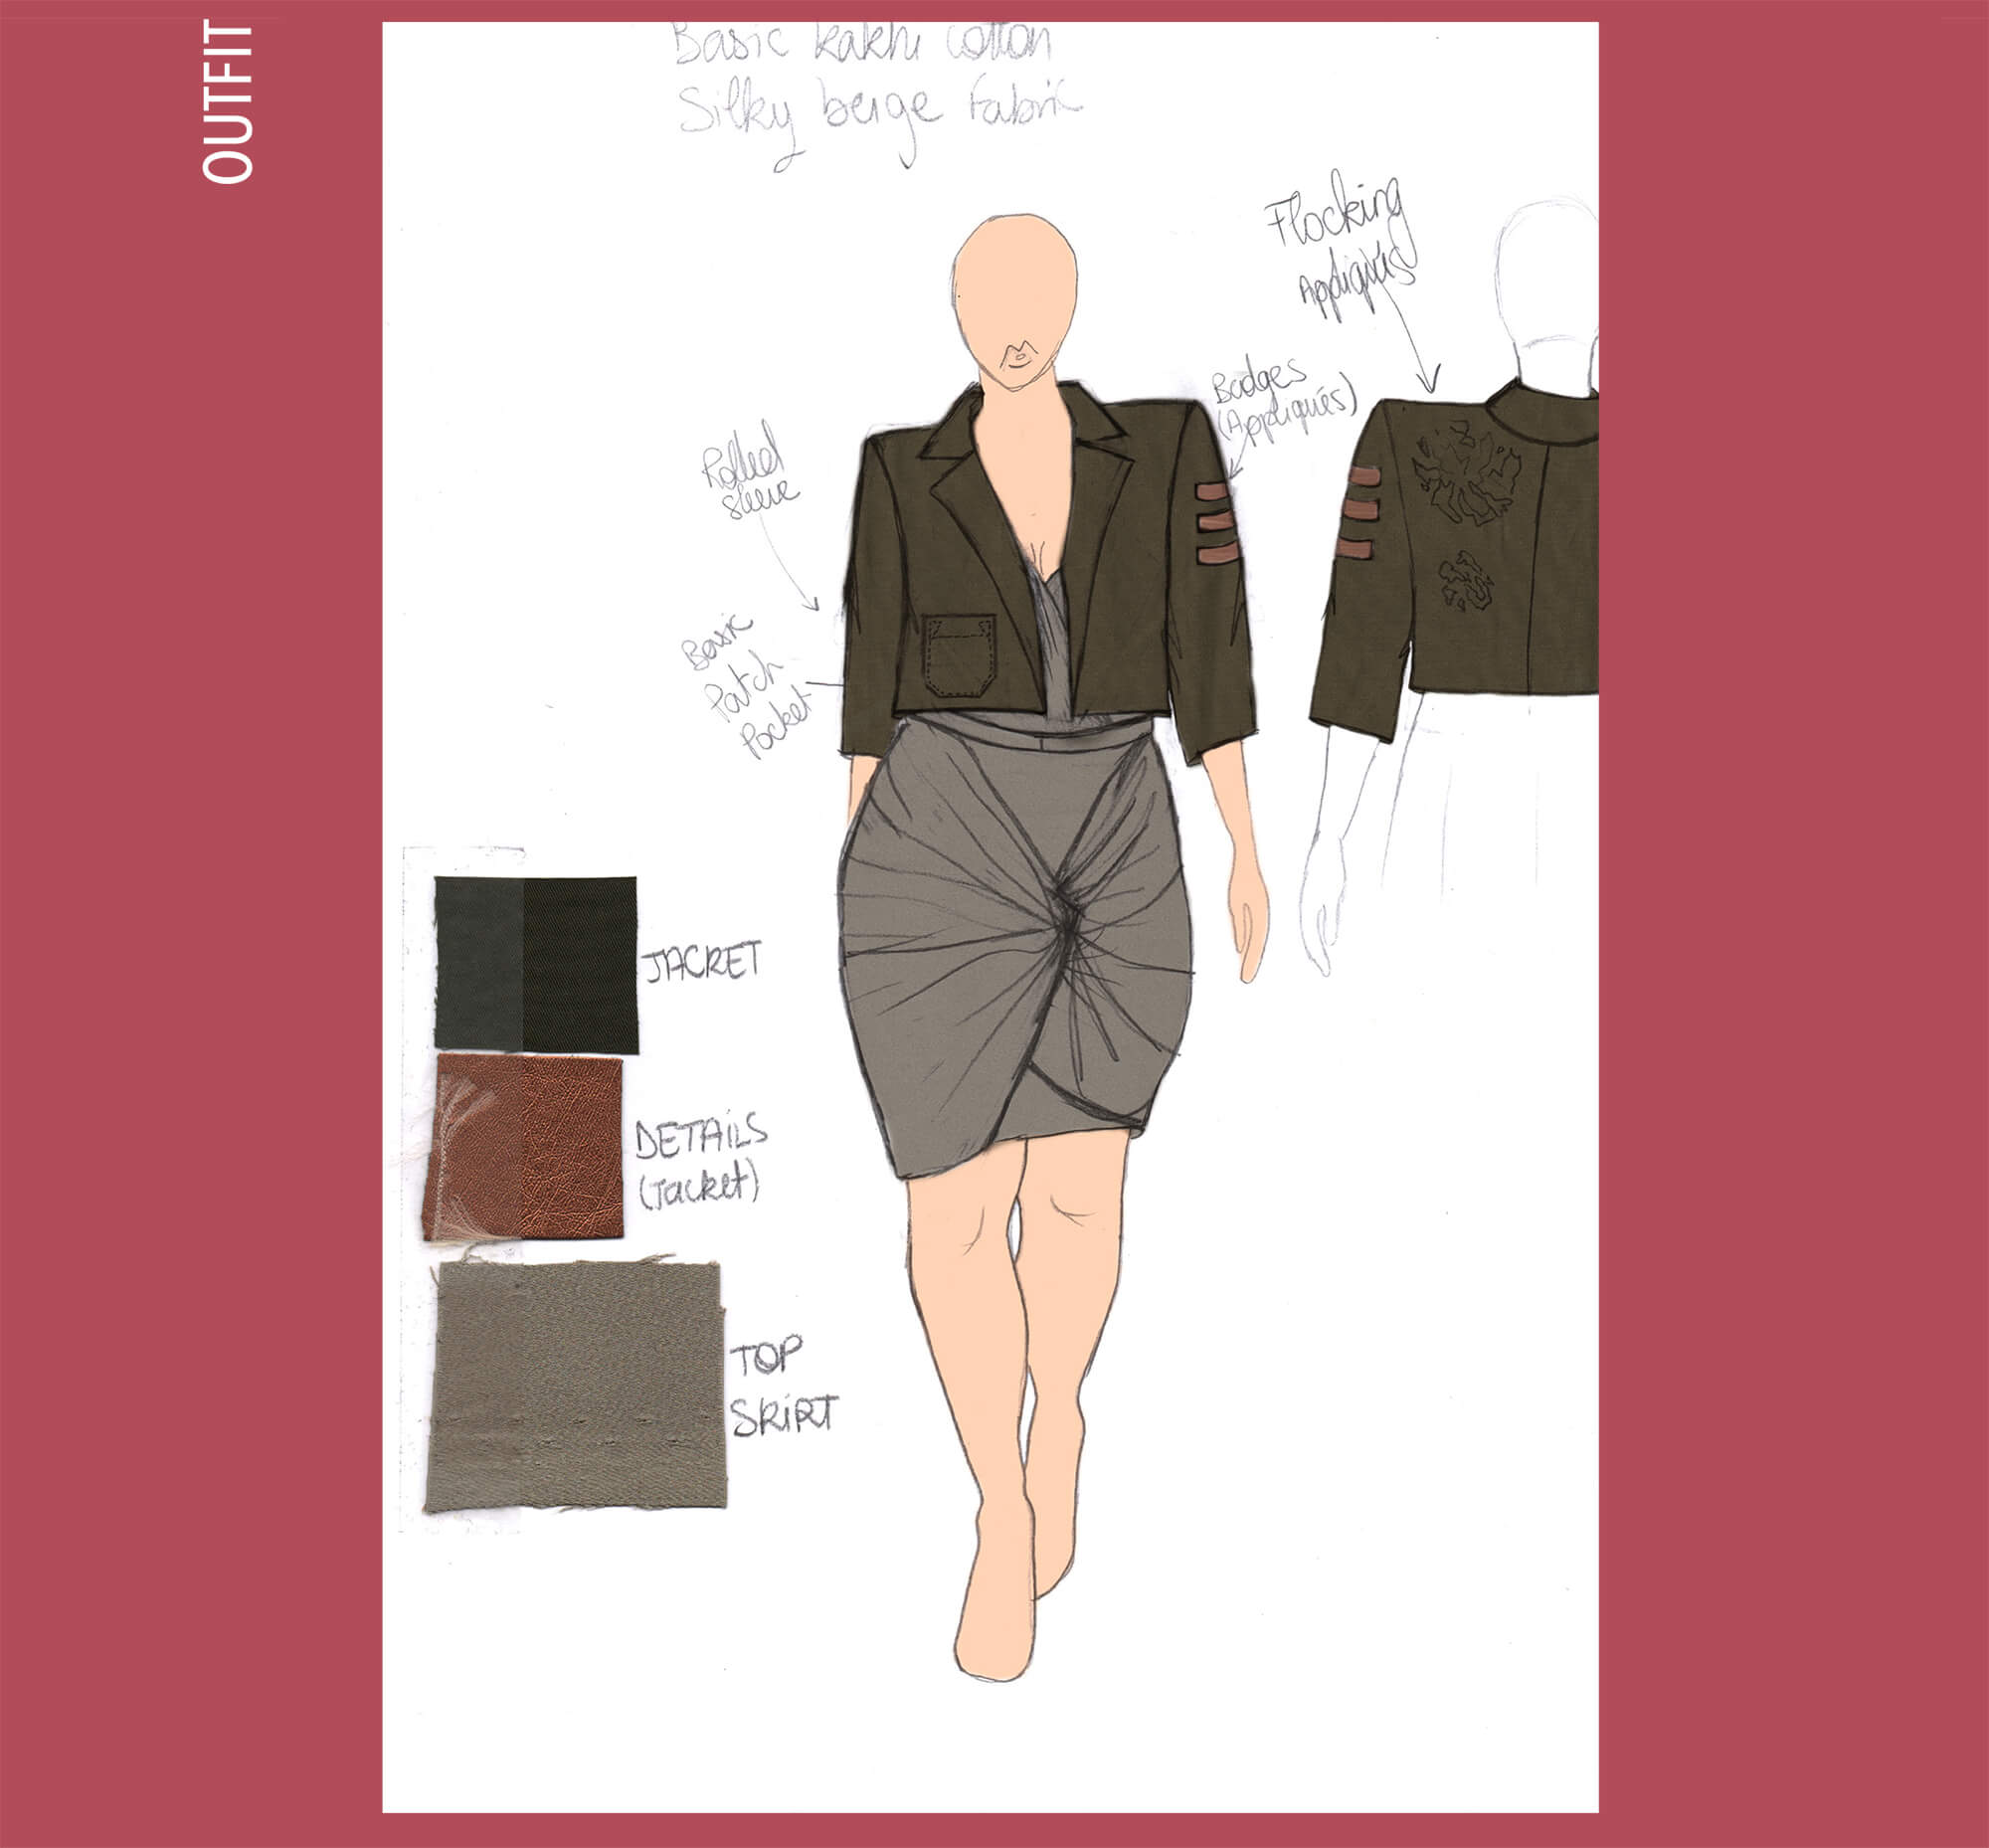 OUTFIT
Basic kakhi cotton
Silky beige fabric
Flocking
Appliqués
Badges
(Appliqués)
Rolled
sleeve
Basic
Patch
Pocket
JACKET
DETAiLS
(Jacket)
TOP
SKiRT